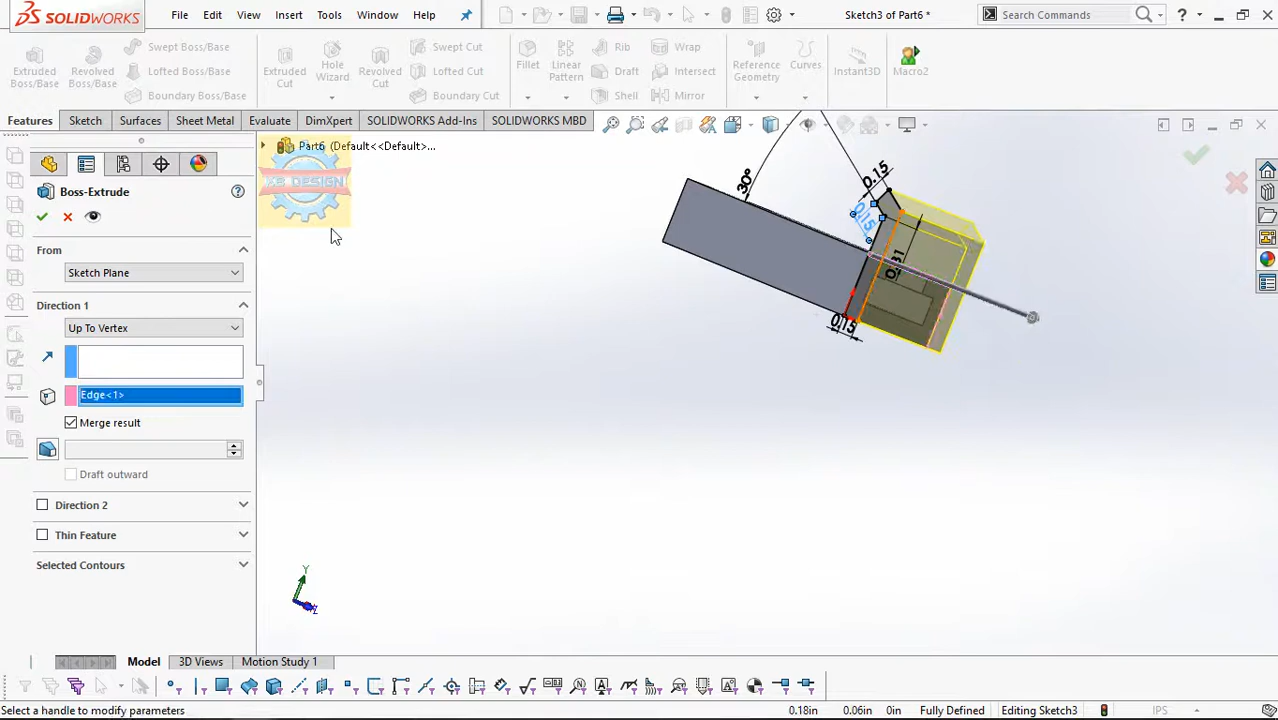 SOLIDWORKS File Edit View Insert Tools Window Help Sketch3 of Part6 * Search Commands ?
Extruded Boss/Base Revolved Boss/Base Swept Boss/Base Lofted Boss/Base Boundary Boss/Base Extruded Cut Hole Wizard Revolved Cut Swept Cut Lofted Cut Boundary Cut Fillet Linear Pattern Rib Draft Shell Wrap Intersect Mirror Reference Geometry Curves Instant3D Macro2
Features Sketch Surfaces Sheet Metal Evaluate DimXpert SOLIDWORKS Add-Ins SOLIDWORKS MBD
Part6 (Default<<Default>...
DESIGN
Boss-Extrude
From
Sketch Plane
Direction 1
Up To Vertex
Edge<1>
Merge result
Draft outward
Direction 2
Thin Feature
Selected Contours
30°
0.15
0.15
0.31
0.15
Y
Z
Model 3D Views Motion Study 1
Select a handle to modify parameters 0.18in 0.06in 0in Fully Defined Editing Sketch3 IPS